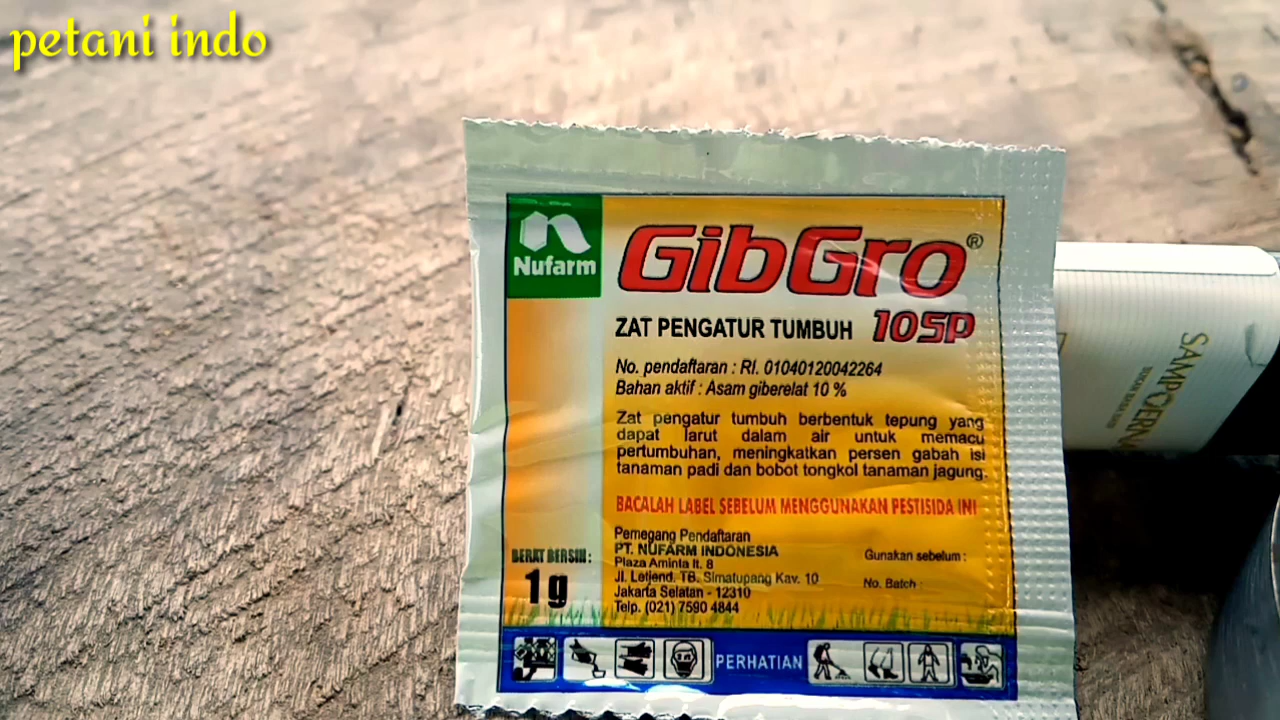 petani indo
Nufarm
GibGro®
ZAT PENGATUR TUMBUH 10SP
No. pendaftaran : RI. 01040120042264
Bahan aktif : Asam giberelat 10 %
Zat pengatur tumbuh berbentuk tepung yang
dapat larut dalam air untuk memacu
pertumbuhan, meningkatkan persen gabah isi
tanaman padi dan bobot tongkol tanaman jagung.
BACALAH LABEL SEBELUM MENGGUNAKAN PESTISIDA INI
Pemegang Pendaftaran
PT. NUFARM INDONESIA
Plaza Aminta lt. 8
Jl. Letjend. TB. Simatupang Kav. 10
Jakarta Selatan - 12310
Telp. (021) 7590 4844
Gunakan sebelum :
No. Batch :
BERAT BERSIH :
1 g
PERHATIAN
SAMPOERNA